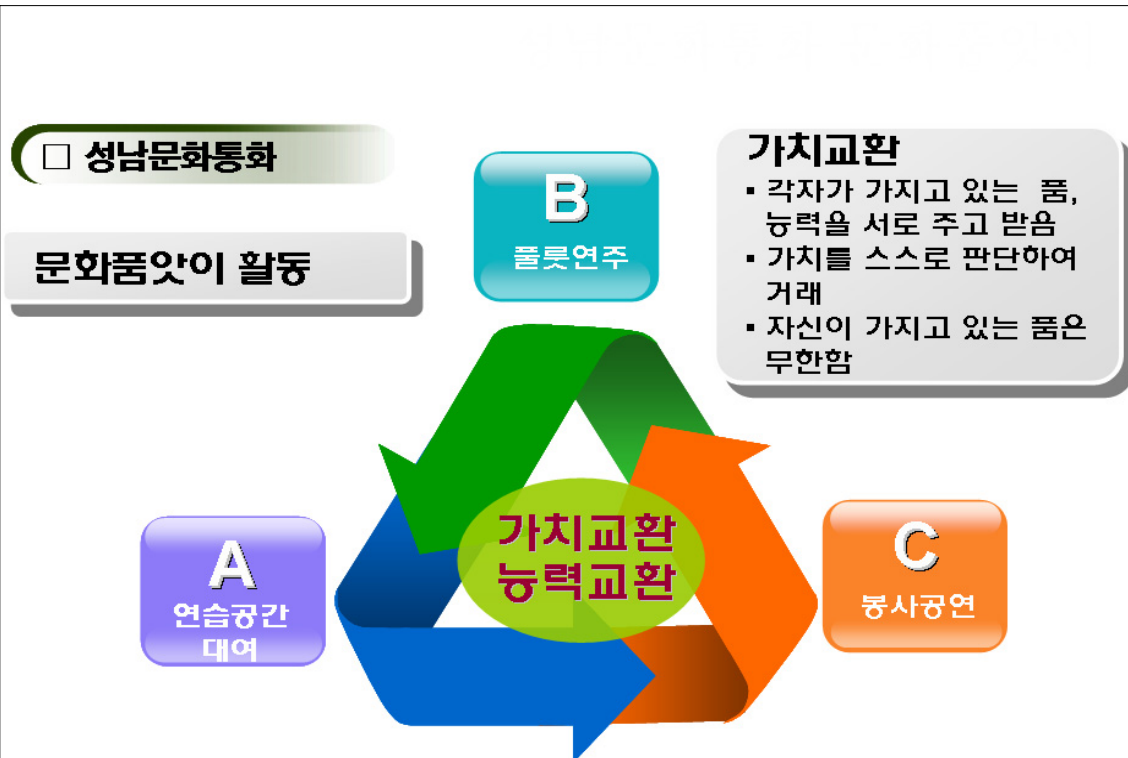 □ 성남문화통화
문화품앗이 활동
B
풀룻연주
가치교환
▪ 각자가 가지고 있는 품,
능력을 서로 주고 받음
▪ 가치를 스스로 판단하여
거래
▪ 자신이 가지고 있는 품은
무한함
가치교환
능력교환
A
연습공간
대여
C
봉사공연